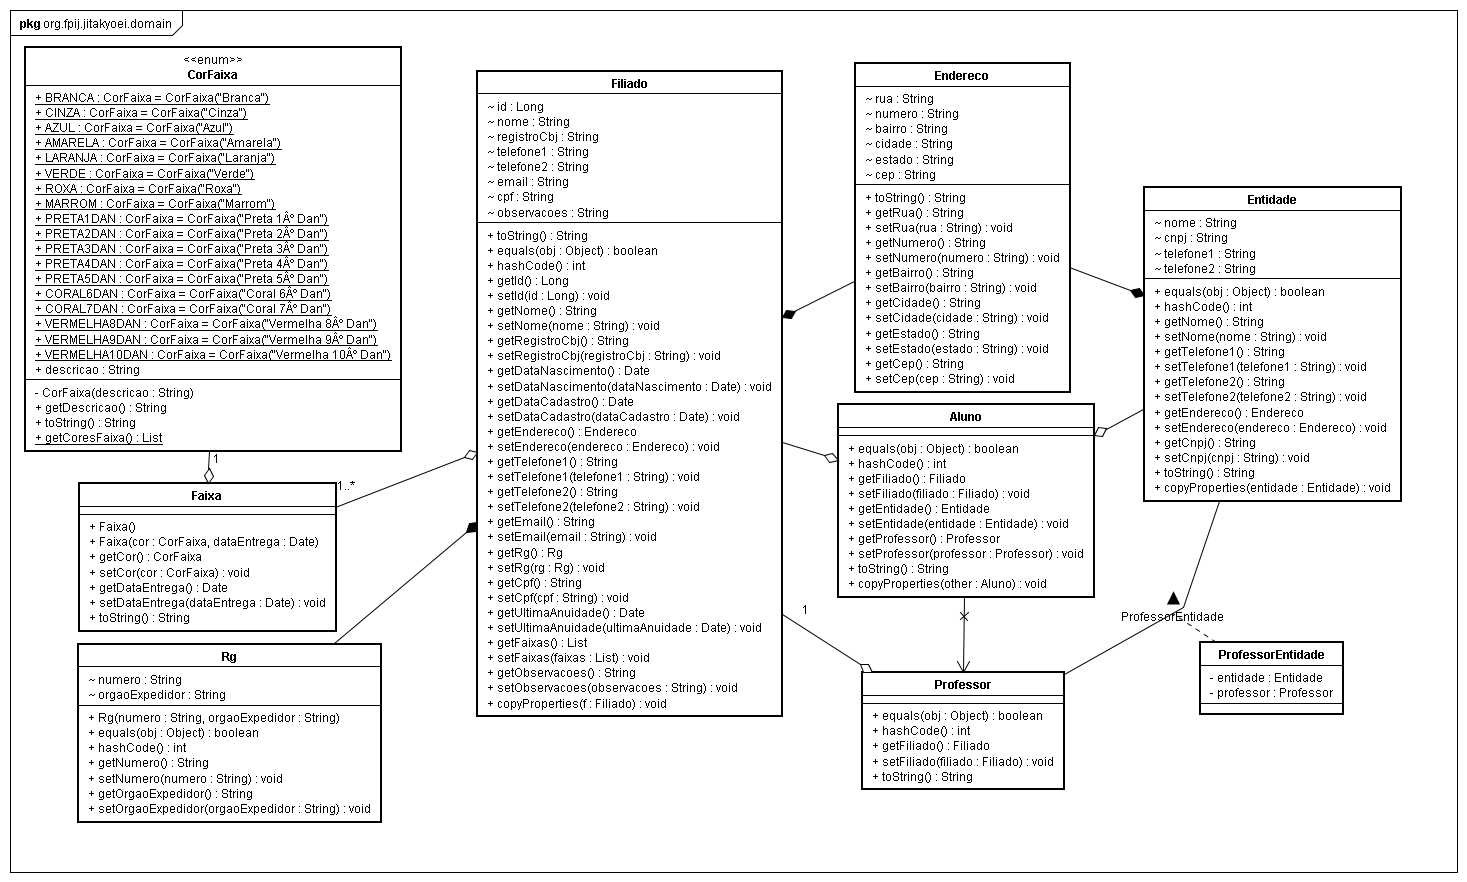 pkg org.fpij.jitakyoei.domain
<<enum>>
CorFaixa
+ BRANCA : CorFaixa = CorFaixa("Branca")
+ CINZA : CorFaixa = CorFaixa("Cinza")
+ AZUL : CorFaixa = CorFaixa("Azul")
+ AMARELA : CorFaixa = CorFaixa("Amarela")
+ LARANJA : CorFaixa = CorFaixa("Laranja")
+ VERDE : CorFaixa = CorFaixa("Verde")
+ ROXA : CorFaixa = CorFaixa("Roxa")
+ MARROM : CorFaixa = CorFaixa("Marrom")
+ PRETA1DAN : CorFaixa = CorFaixa("Preta 1Âº Dan")
+ PRETA2DAN : CorFaixa = CorFaixa("Preta 2Âº Dan")
+ PRETA3DAN : CorFaixa = CorFaixa("Preta 3Âº Dan")
+ PRETA4DAN : CorFaixa = CorFaixa("Preta 4Âº Dan")
+ PRETA5DAN : CorFaixa = CorFaixa("Preta 5Âº Dan")
+ CORAL6DAN : CorFaixa = CorFaixa("Coral 6Âº Dan")
+ CORAL7DAN : CorFaixa = CorFaixa("Coral 7Âº Dan")
+ VERMELHA8DAN : CorFaixa = CorFaixa("Vermelha 8Âº Dan")
+ VERMELHA9DAN : CorFaixa = CorFaixa("Vermelha 9Âº Dan")
+ VERMELHA10DAN : CorFaixa = CorFaixa("Vermelha 10Âº Dan")
+ descricao : String
- CorFaixa(descricao : String)
+ getDescricao() : String
+ toString() : String
+ getCoresFaixa() : List
1
1..*
Faixa
+ Faixa()
+ Faixa(cor : CorFaixa, dataEntrega : Date)
+ getCor() : CorFaixa
+ setCor(cor : CorFaixa) : void
+ getDataEntrega() : Date
+ setDataEntrega(dataEntrega : Date) : void
+ toString() : String
Rg
~ numero : String
~ orgaoExpedidor : String
+ Rg(numero : String, orgaoExpedidor : String)
+ equals(obj : Object) : boolean
+ hashCode() : int
+ getNumero() : String
+ setNumero(numero : String) : void
+ getOrgaoExpedidor() : String
+ setOrgaoExpedidor(orgaoExpedidor : String) : void
Filiado
~ id : Long
~ nome : String
~ registroCbj : String
~ telefone1 : String
~ telefone2 : String
~ email : String
~ cpf : String
~ observacoes : String
+ toString() : String
+ equals(obj : Object) : boolean
+ hashCode() : int
+ getId() : Long
+ setId(id : Long) : void
+ getNome() : String
+ setNome(nome : String) : void
+ getRegistroCbj() : String
+ setRegistroCbj(registroCbj : String) : void
+ getDataNascimento() : Date
+ setDataNascimento(dataNascimento : Date) : void
+ getDataCadastro() : Date
+ setDataCadastro(dataCadastro : Date) : void
+ getEndereco() : Endereco
+ setEndereco(endereco : Endereco) : void
+ getTelefone1() : String
+ setTelefone1(telefone1 : String) : void
+ getTelefone2() : String
+ setTelefone2(telefone2 : String) : void
+ getEmail() : String
+ setEmail(email : String) : void
+ getRg() : Rg
+ setRg(rg : Rg) : void
+ getCpf() : String
+ setCpf(cpf : String) : void
+ getUltimaAnuidade() : Date
+ setUltimaAnuidade(ultimaAnuidade : Date) : void
+ getFaixas() : List
+ setFaixas(faixas : List) : void
+ getObservacoes() : String
+ setObservacoes(observacoes : String) : void
+ copyProperties(f : Filiado) : void
1
Endereco
~ rua : String
~ numero : String
~ bairro : String
~ cidade : String
~ estado : String
~ cep : String
+ toString() : String
+ getRua() : String
+ setRua(rua : String) : void
+ getNumero() : String
+ setNumero(numero : String) : void
+ getBairro() : String
+ setBairro(bairro : String) : void
+ getCidade() : String
+ setCidade(cidade : String) : void
+ getEstado() : String
+ setEstado(estado : String) : void
+ getCep() : String
+ setCep(cep : String) : void
Aluno
+ equals(obj : Object) : boolean
+ hashCode() : int
+ getFiliado() : Filiado
+ setFiliado(filiado : Filiado) : void
+ getEntidade() : Entidade
+ setEntidade(entidade : Entidade) : void
+ getProfessor() : Professor
+ setProfessor(professor : Professor) : void
+ toString() : String
+ copyProperties(other : Aluno) : void
Professor
+ equals(obj : Object) : boolean
+ hashCode() : int
+ getFiliado() : Filiado
+ setFiliado(filiado : Filiado) : void
+ toString() : String
Entidade
~ nome : String
~ cnpj : String
~ telefone1 : String
~ telefone2 : String
+ equals(obj : Object) : boolean
+ hashCode() : int
+ getNome() : String
+ setNome(nome : String) : void
+ getTelefone1() : String
+ setTelefone1(telefone1 : String) : void
+ getTelefone2() : String
+ setTelefone2(telefone2 : String) : void
+ getEndereco() : Endereco
+ setEndereco(endereco : Endereco) : void
+ getCnpj() : String
+ setCnpj(cnpj : String) : void
+ toString() : String
+ copyProperties(entidade : Entidade) : void
ProfessorEntidade
ProfessorEntidade
- entidade : Entidade
- professor : Professor